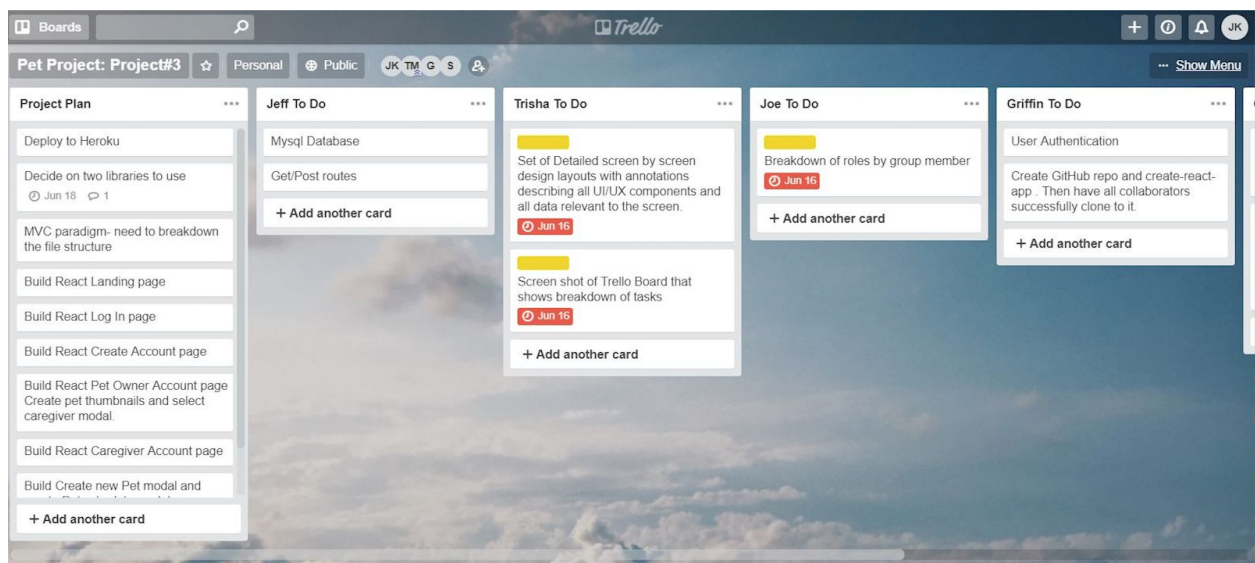 Boards
Trello
JK
Pet Project: Project#3
Personal
Public
JK TM G S
... Show Menu
Project Plan
Deploy to Heroku
Decide on two libraries to use
Jun 18 1
MVC paradigm- need to breakdown
the file structure
Build React Landing page
Build React Log In page
Build React Create Account page
Build React Pet Owner Account page
Create pet thumbnails and select
caregiver modal.
Build React Caregiver Account page
Build Create new Pet modal and
+ Add another card
Jeff To Do
Mysql Database
Get/Post routes
+ Add another card
Trisha To Do
Set of Detailed screen by screen
design layouts with annotations
describing all UI/UX components and
all data relevant to the screen.
Jun 16
Screen shot of Trello Board that
shows breakdown of tasks
Jun 16
+ Add another card
Joe To Do
Breakdown of roles by group member
Jun 16
+ Add another card
Griffin To Do
User Authentication
Create GitHub repo and create-react-
app . Then have all collaborators
successfully clone to it.
+ Add another card